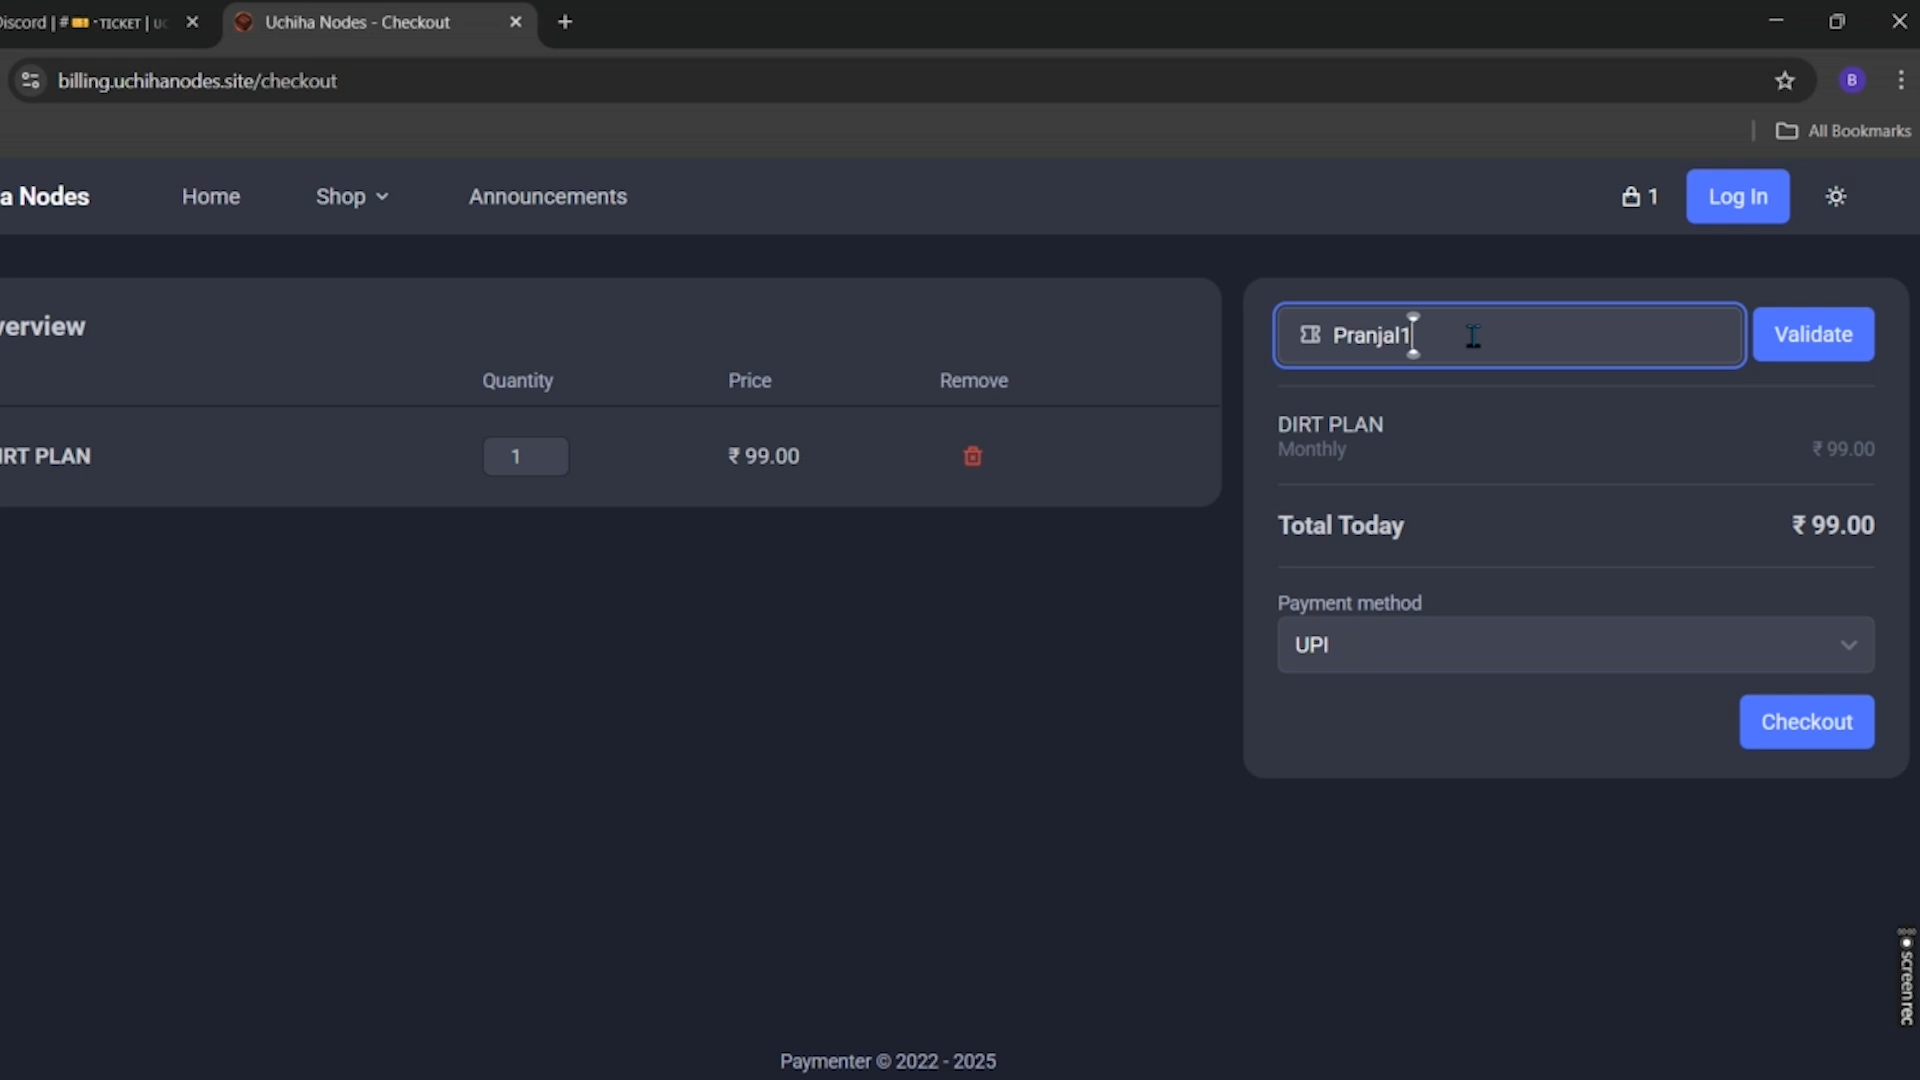 Discord | # -TICKET | UC
Uchiha Nodes - Checkout
billing.uchihanodes.site/checkout
B
All Bookmarks
a Nodes
Home
Shop
Announcements
1
Log In
verview
Quantity
Price
Remove
IRT PLAN
1
₹ 99.00
Pranjal1
Validate
DIRT PLAN
Monthly
₹ 99.00
Total Today
₹ 99.00
Payment method
UPI
Checkout
screenrec
Paymenter © 2022 - 2025